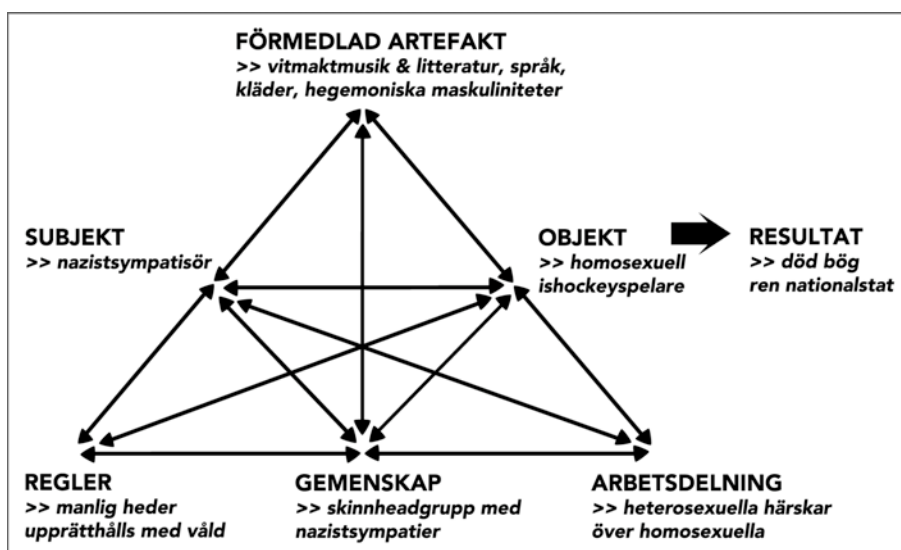 FÖRMEDLAD ARTEFAKT
>> vitmaktmusik & litteratur, språk,
kläder, hegemoniska maskuliniteter
SUBJEKT
>> nazistsympatisör
OBJEKT
>> homosexuell
ishockeyspelare
RESULTAT
>> död bög
ren nationalstat
REGLER
>> manlig heder
upprätthålls med våld
GEMENSKAP
>> skinnheadgrupp med
nazistsympatier
ARBETSDELNING
>> heterosexuella härskar
över homosexuella